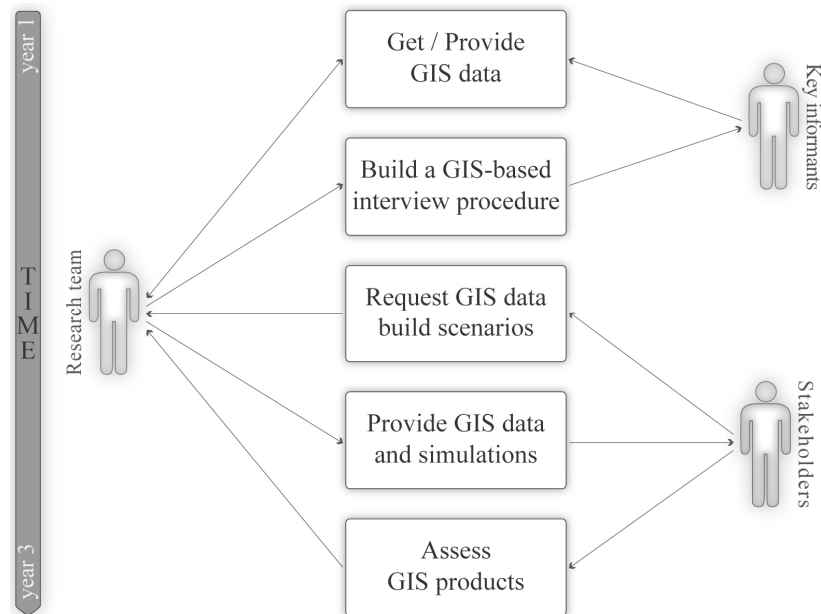 year 1
TIME
year 3
Research team
Get / Provide
GIS data
Build a GIS-based
interview procedure
Request GIS data
build scenarios
Provide GIS data
and simulations
Assess
GIS products
Key informants
Stakeholders